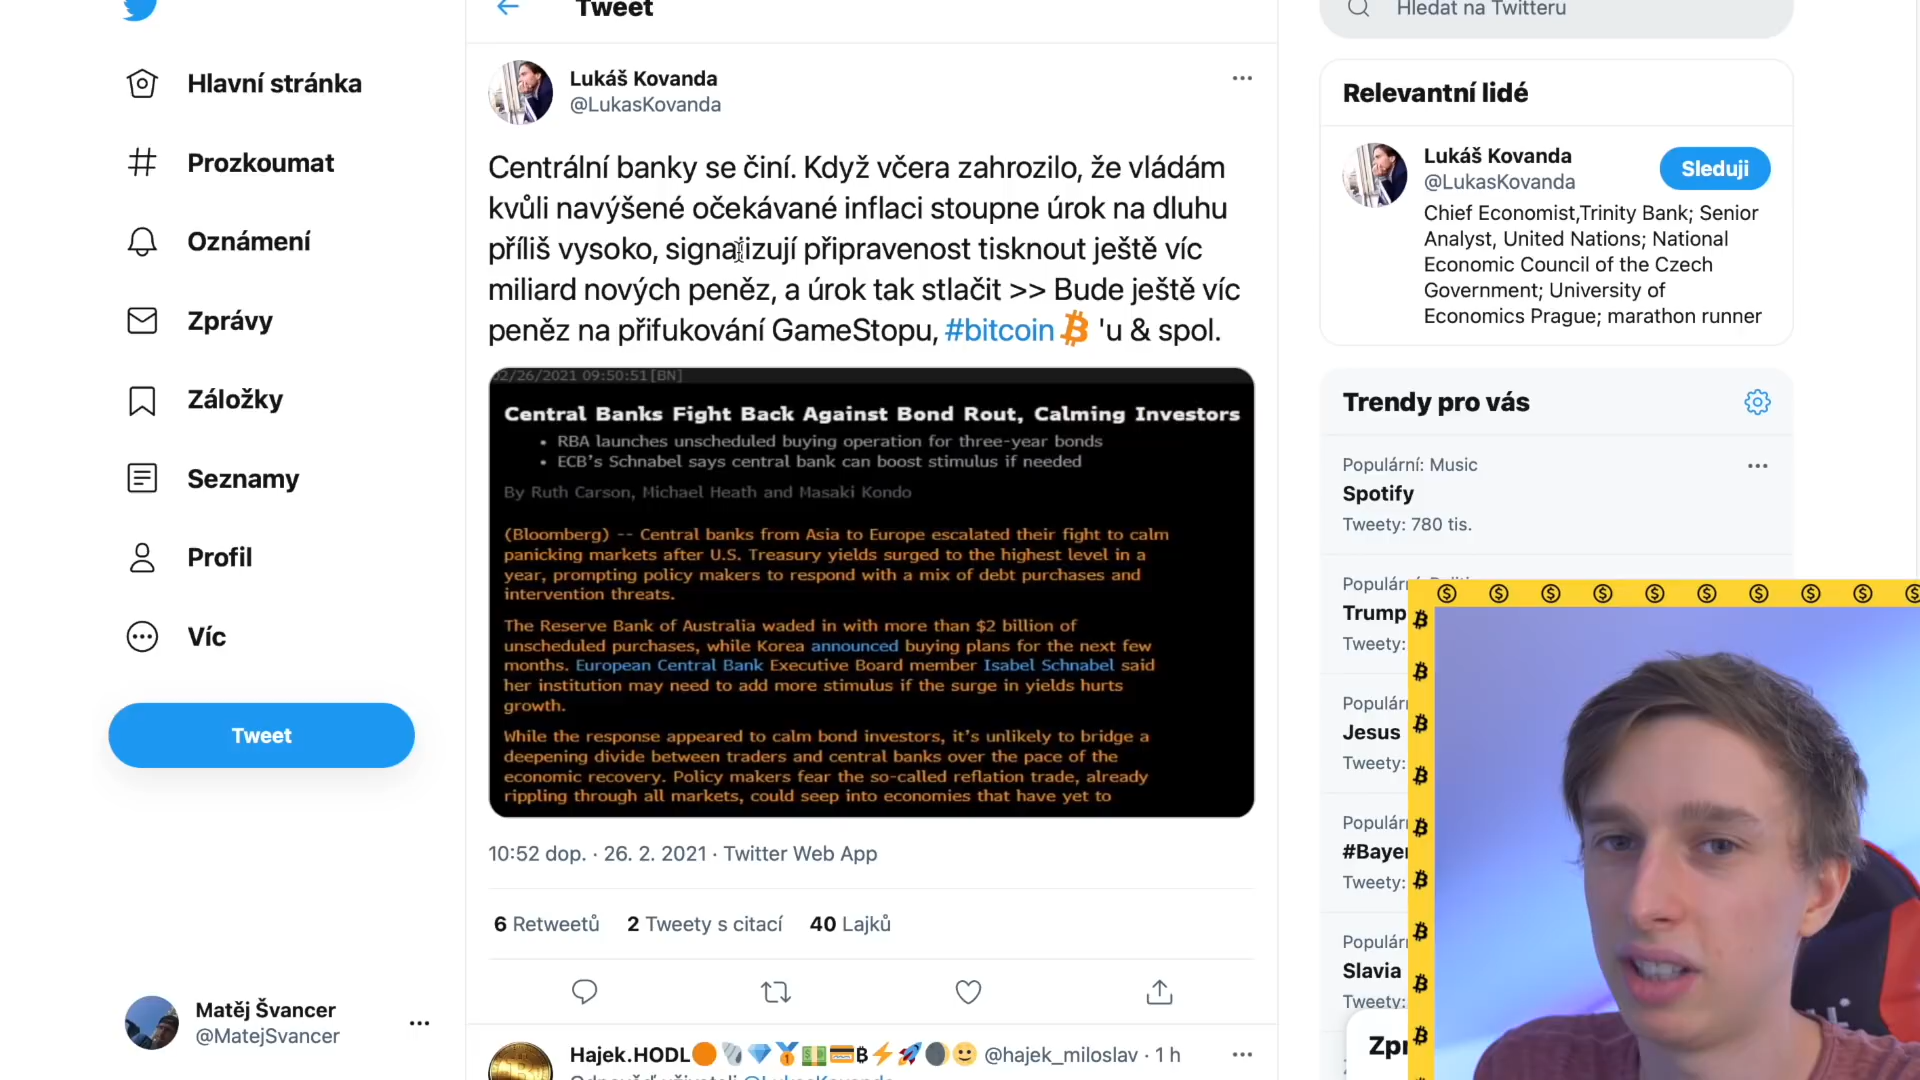 Hlavní stránka
Prozkoumat
Oznámení
Zprávy
Záložky
Seznamy
Profil
Víc
Tweet
Matěj Švancer
@MatejSvancer
Tweet
Lukáš Kovanda
@LukasKovanda
Centrální banky se činí. Když včera zahrozilo, že vládám
kvůli navýšené očekávané inflaci stoupne úrok na dluhu
příliš vysoko, signalizují připravenost tisknout ještě víc
miliard nových peněz, a úrok tak stlačit >> Bude ještě víc
peněz na přifukování GameStopu, #bitcoin 'u & spol.
02/26/2021 09:50:51[BN]
Central Banks Fight Back Against Bond Rout, Calming Investors
• RBA launches unscheduled buying operation for three-year bonds
• ECB's Schnabel says central bank can boost stimulus if needed
By Ruth Carson, Michael Heath and Masaki Kondo
(Bloomberg) -- Central banks from Asia to Europe escalated their fight to calm
panicking markets after U.S. Treasury yields surged to the highest level in a
year, prompting policy makers to respond with a mix of debt purchases and
intervention threats.
The Reserve Bank of Australia waded in with more than $2 billion of
unscheduled purchases, while Korea announced buying plans for the next few
months. European Central Bank Executive Board member Isabel Schnabel said
her institution may need to add more stimulus if the surge in yields hurts
growth.
While the response appeared to calm bond investors, it's unlikely to bridge a
deepening divide between traders and central banks over the pace of the
economic recovery. Policy makers fear the so-called reflation trade, already
rippling through all markets, could seep into economies that have yet to
10:52 dop. · 26. 2. 2021 · Twitter Web App
6 Retweetů 2 Tweety s citací 40 Lajků
Hajek.HODL @hajek_miloslav · 1 h
Hledat na Twitteru
Relevantní lidé
Lukáš Kovanda
@LukasKovanda
Sleduji
Chief Economist,Trinity Bank; Senior
Analyst, United Nations; National
Economic Council of the Czech
Government; University of
Economics Prague; marathon runner
Trendy pro vás
Populární: Music
Spotify
Tweety: 780 tis.
Trump
Tweety:
Jesus
Tweety:
#Bayer
Tweety:
Slavia
Tweety: